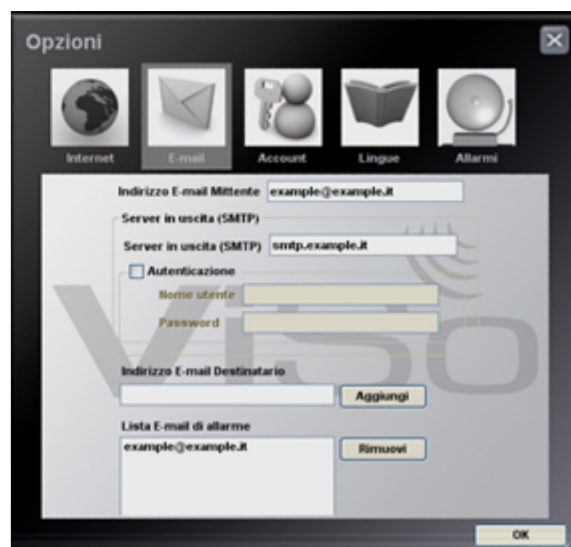 Opzioni
Internet E-mail Account Lingue Allarmi
Indirizzo E-mail Mittente example@example.it
Server in uscita (SMTP)
Server in uscita (SMTP) smtp.example.it
Autenticazione
Nome utente
Password
ViSo
Indirizzo E-mail Destinatario
Aggiungi
Lista E-mail di allarme
example@example.it Rimuovi
OK